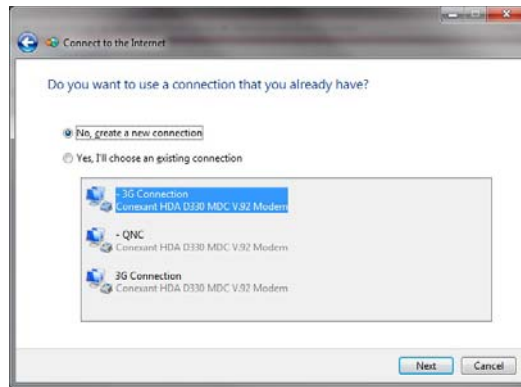 Connect to the Internet
Do you want to use a connection that you already have?
No, create a new connection
Yes, I'll choose an existing connection
- 3G Connection
Conexant HDA D330 MDC V.92 Modem
- QNC
Conexant HDA D330 MDC V.92 Modem
3G Connection
Conexant HDA D330 MDC V.92 Modem
Next
Cancel